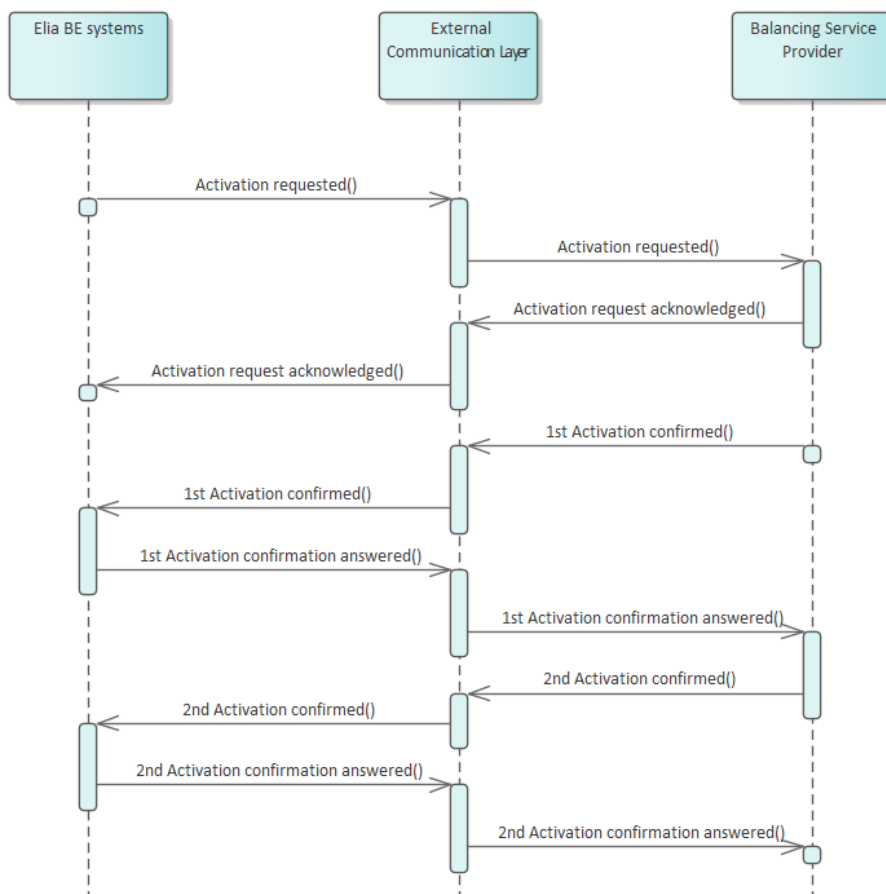 Elia BE systems
External
Communication Layer
Balancing Service
Provider
Activation requested()
Activation requested()
Activation request acknowledged()
Activation request acknowledged()
1st Activation confirmed()
1st Activation confirmed()
1st Activation confirmation answered()
1st Activation confirmation answered()
2nd Activation confirmed()
2nd Activation confirmed()
2nd Activation confirmation answered()
2nd Activation confirmation answered()